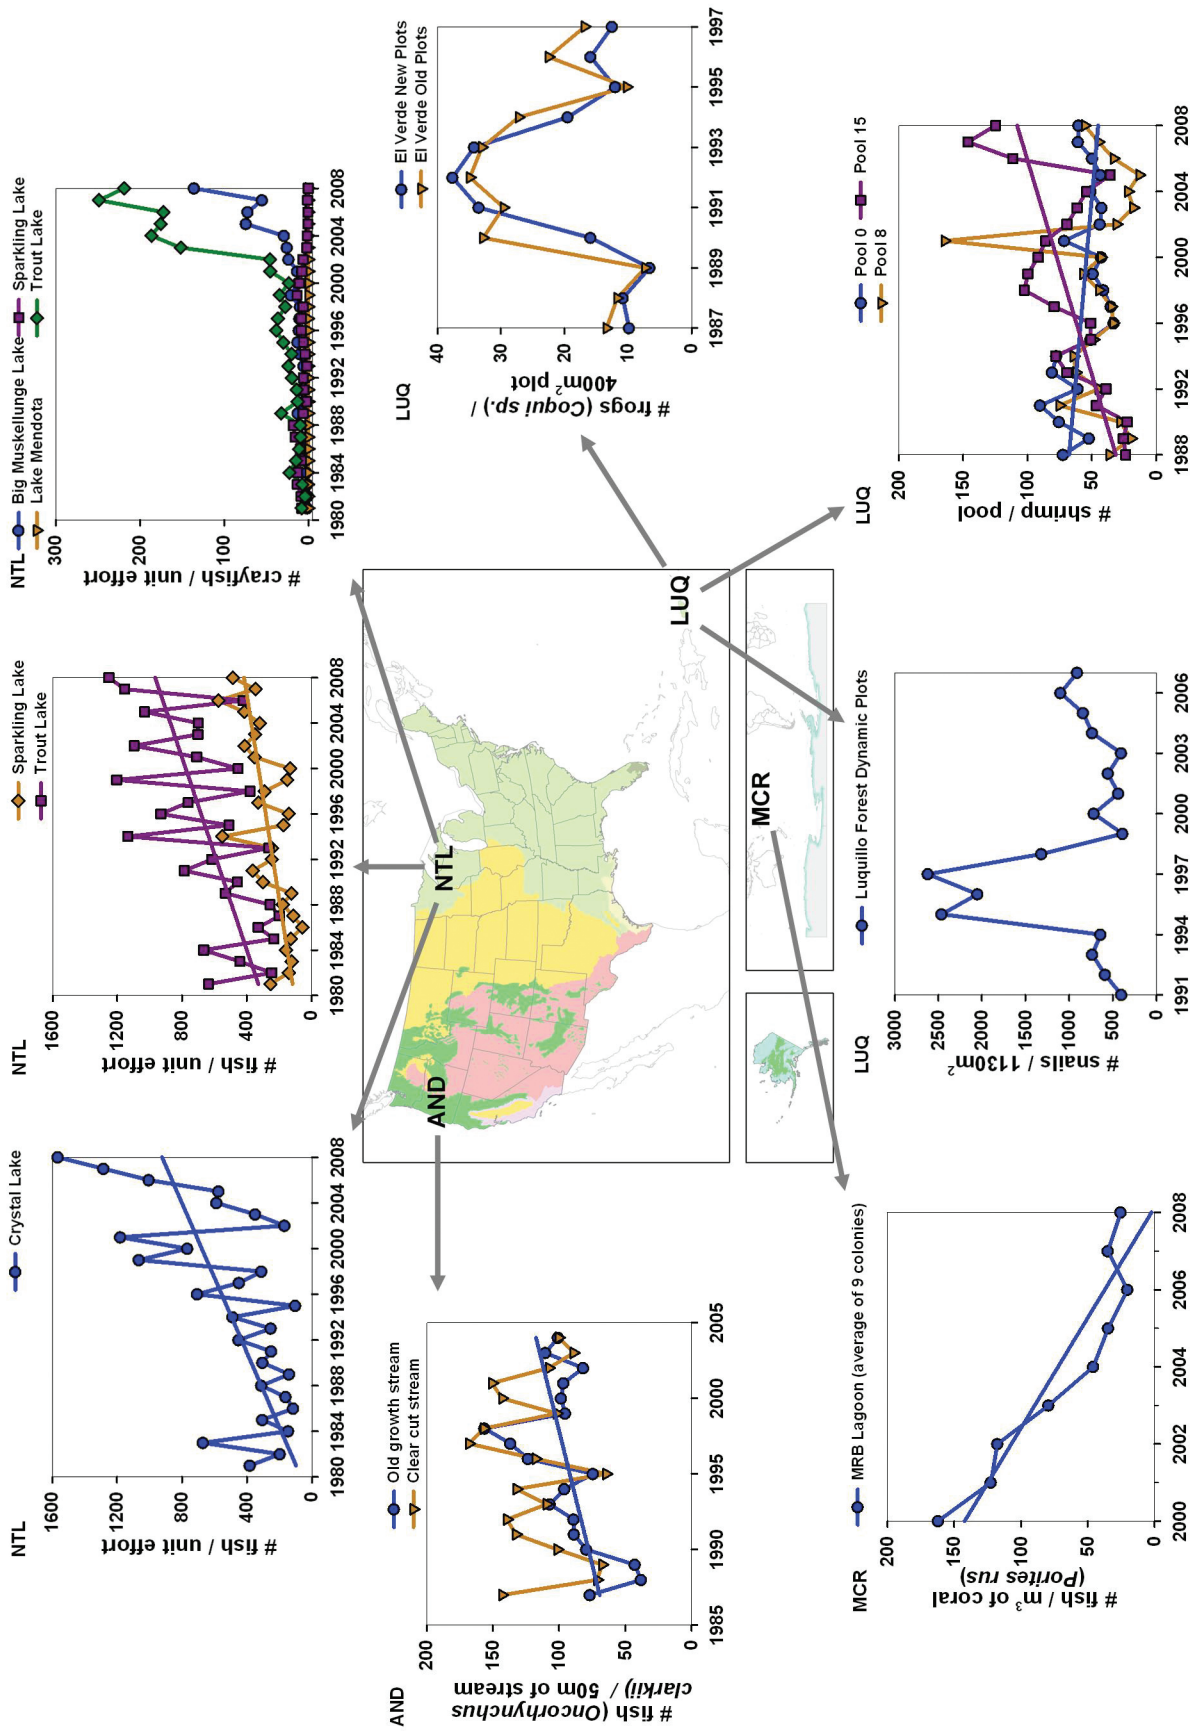 NTL
Crystal Lake
# fish / unit effort
1600
1200
800
400
0
1980 1984 1988 1992 1996 2000 2004 2008
NTL
Sparkling Lake
Trout Lake
# fish / unit effort
1600
1200
800
400
0
1980 1984 1988 1992 1996 2000 2004 2008
NTL
Big Muskellunge Lake
Sparkling Lake
Lake Mendota
Trout Lake
# crayfish / unit effort
300
200
100
0
1980 1984 1988 1992 1996 2000 2004 2008
AND
Old growth stream
Clear cut stream
# fish (Oncorhynchus
clarkii) / 50m of stream
200
150
100
50
0
1985 1990 1995 2000 2005
AND
NTL
LUQ
MCR
LUQ
El Verde New Plots
El Verde Old Plots
# frogs (Coqui sp.) /
400m² plot
40
30
20
10
0
1987 1989 1991 1993 1995 1997
MCR
MRB Lagoon (average of 9 colonies)
# fish / m³ of coral
(Porites rus)
200
150
100
50
0
2000 2002 2004 2006 2008
LUQ
Luquillo Forest Dynamic Plots
# snails / 1130m²
3000
2500
2000
1500
1000
500
0
1991 1994 1997 2000 2003 2006
LUQ
Pool 0
Pool 15
Pool 8
# shrimp / pool
200
150
100
50
0
1988 1992 1996 2000 2004 2008